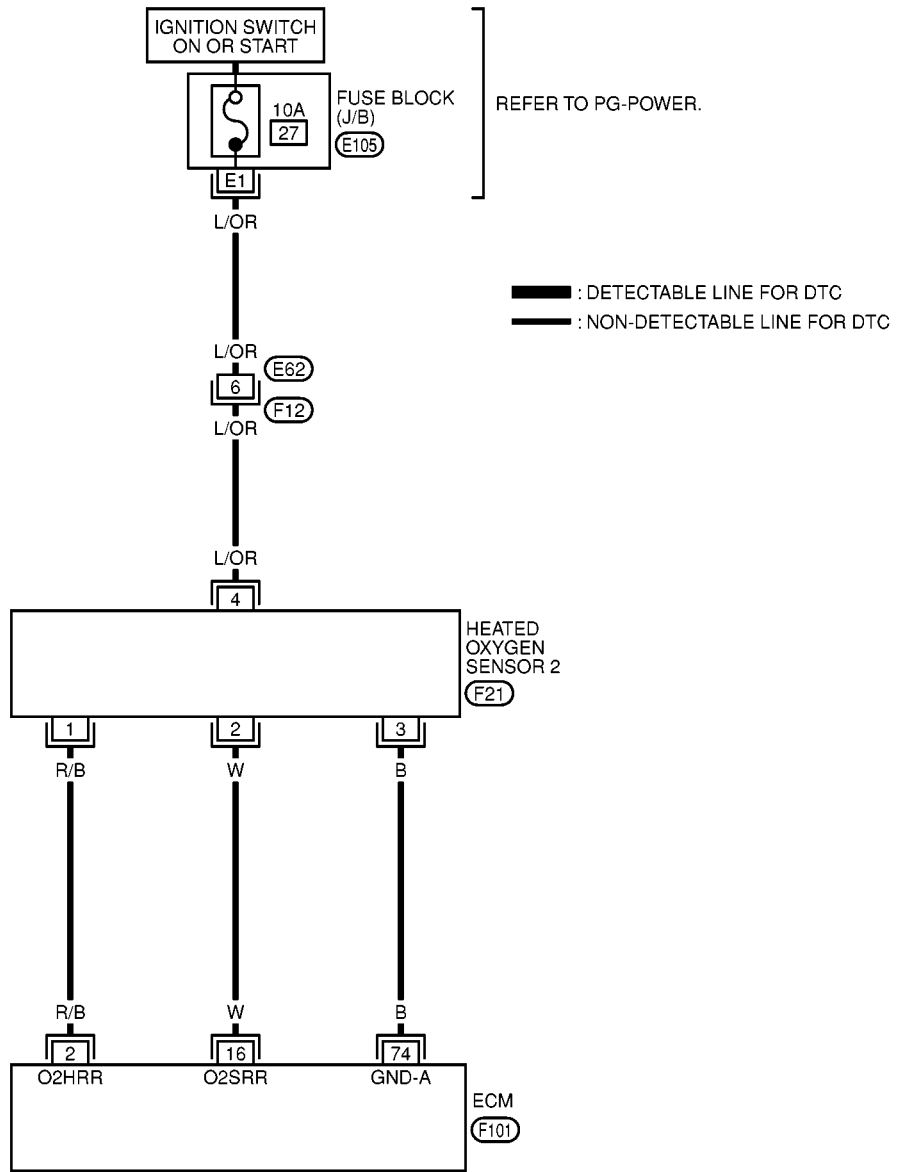 IGNITION SWITCH
ON OR START
FUSE BLOCK
(J/B)
10A
27
E105
REFER TO PG-POWER.
E1
L/OR
: DETECTABLE LINE FOR DTC
: NON-DETECTABLE LINE FOR DTC
L/OR
E62
6
F12
L/OR
L/OR
4
HEATED
OXYGEN
SENSOR 2
F21
1 2 3
R/B W B
R/B W B
2 16 74
O2HRR O2SRR GND-A
ECM
F101